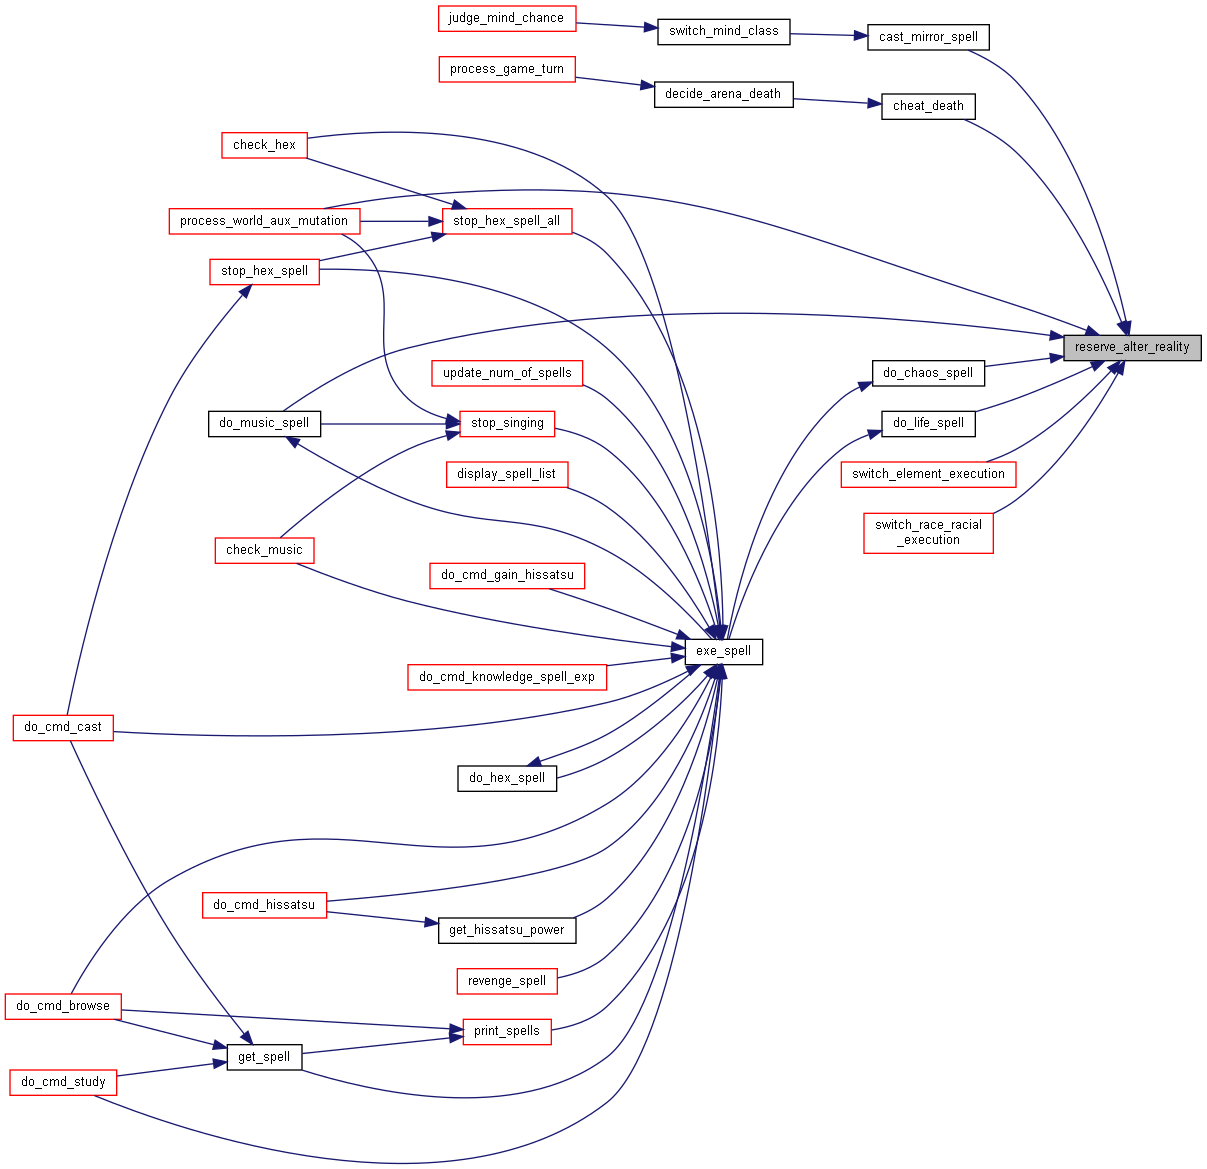 judge_mind_chance
switch_mind_class
cast_mirror_spell
process_game_turn
decide_arena_death
cheat_death
check_hex
process_world_aux_mutation
stop_hex_spell_all
stop_hex_spell
reserve_alter_reality
update_num_of_spells
do_chaos_spell
do_music_spell
stop_singing
do_life_spell
display_spell_list
switch_element_execution
switch_race_racial
_execution
check_music
do_cmd_gain_hissatsu
exe_spell
do_cmd_knowledge_spell_exp
do_cmd_cast
do_hex_spell
do_cmd_hissatsu
get_hissatsu_power
revenge_spell
do_cmd_browse
print_spells
get_spell
do_cmd_study